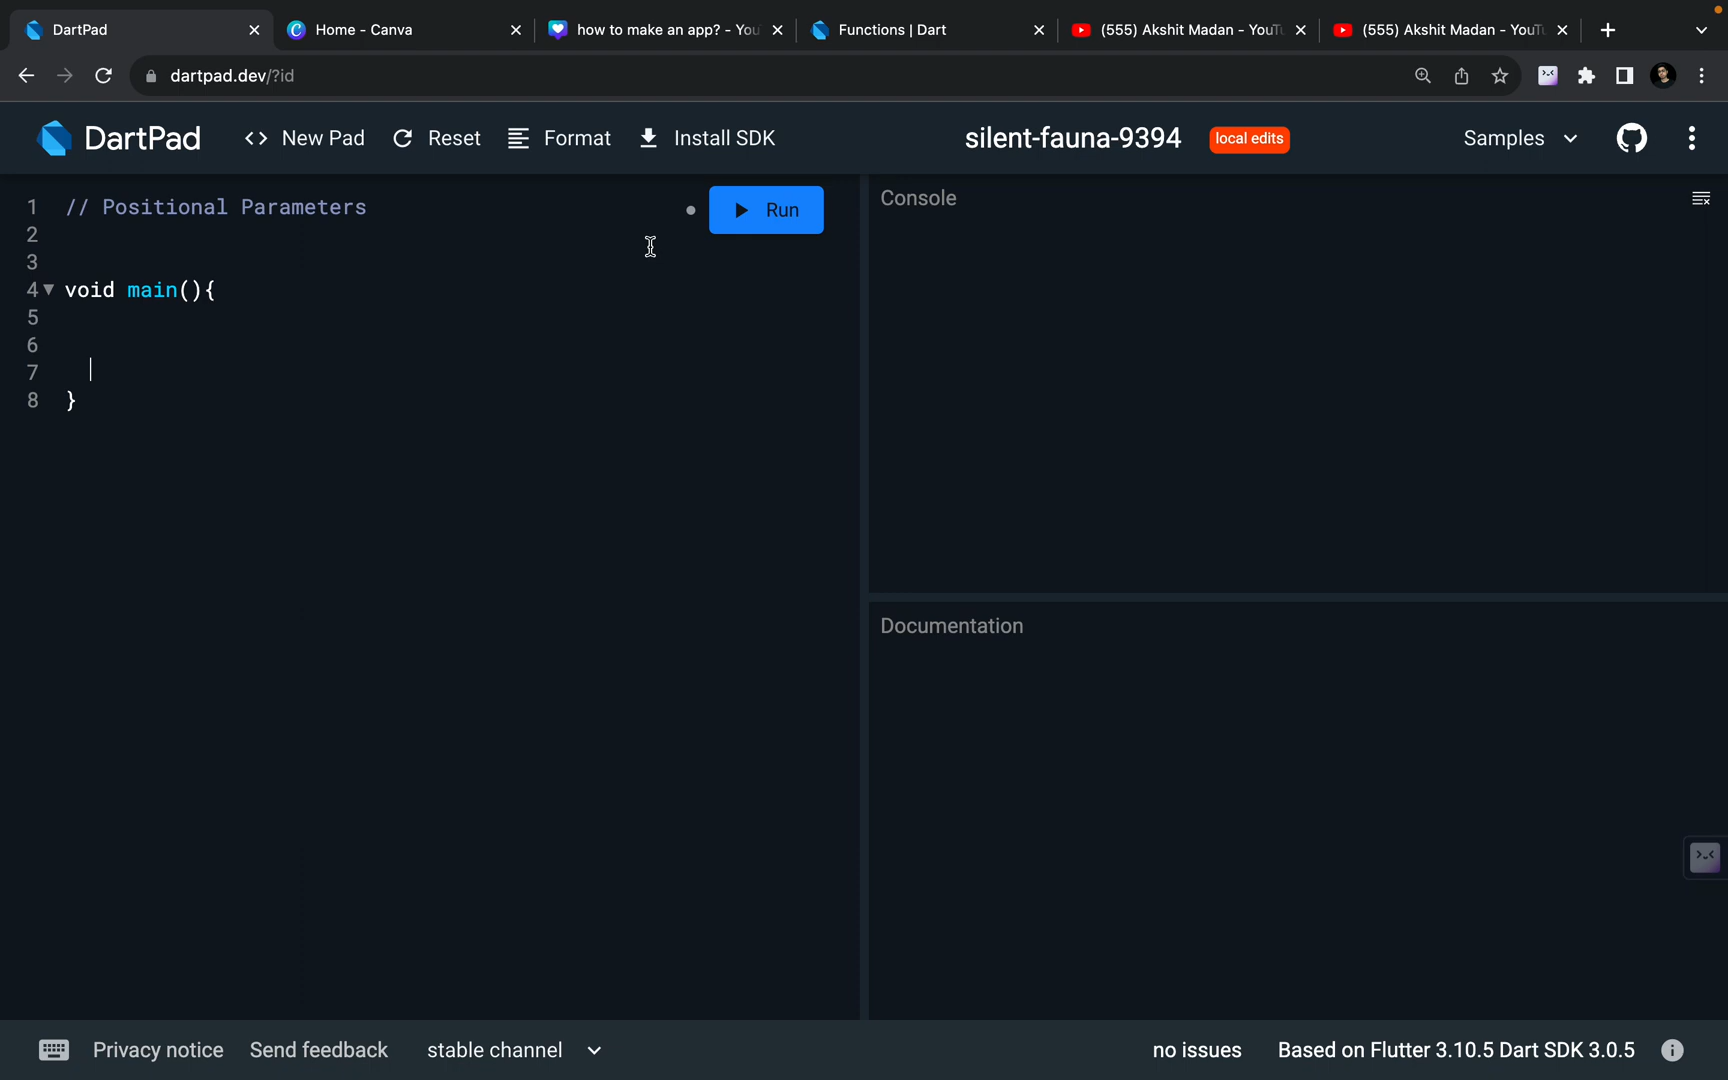 DartPad
Home - Canva
how to make an app? - You
Functions | Dart
(555) Akshit Madan - YouTu
(555) Akshit Madan - YouTu
dartpad.dev/?id
DartPad
<> New Pad
Reset
Format
Install SDK
silent-fauna-9394
local edits
Samples
1 // Positional Parameters
Run
2
3
4 void main(){
5
6
7
8 }
Console
Documentation
Privacy notice
Send feedback
stable channel
no issues
Based on Flutter 3.10.5 Dart SDK 3.0.5